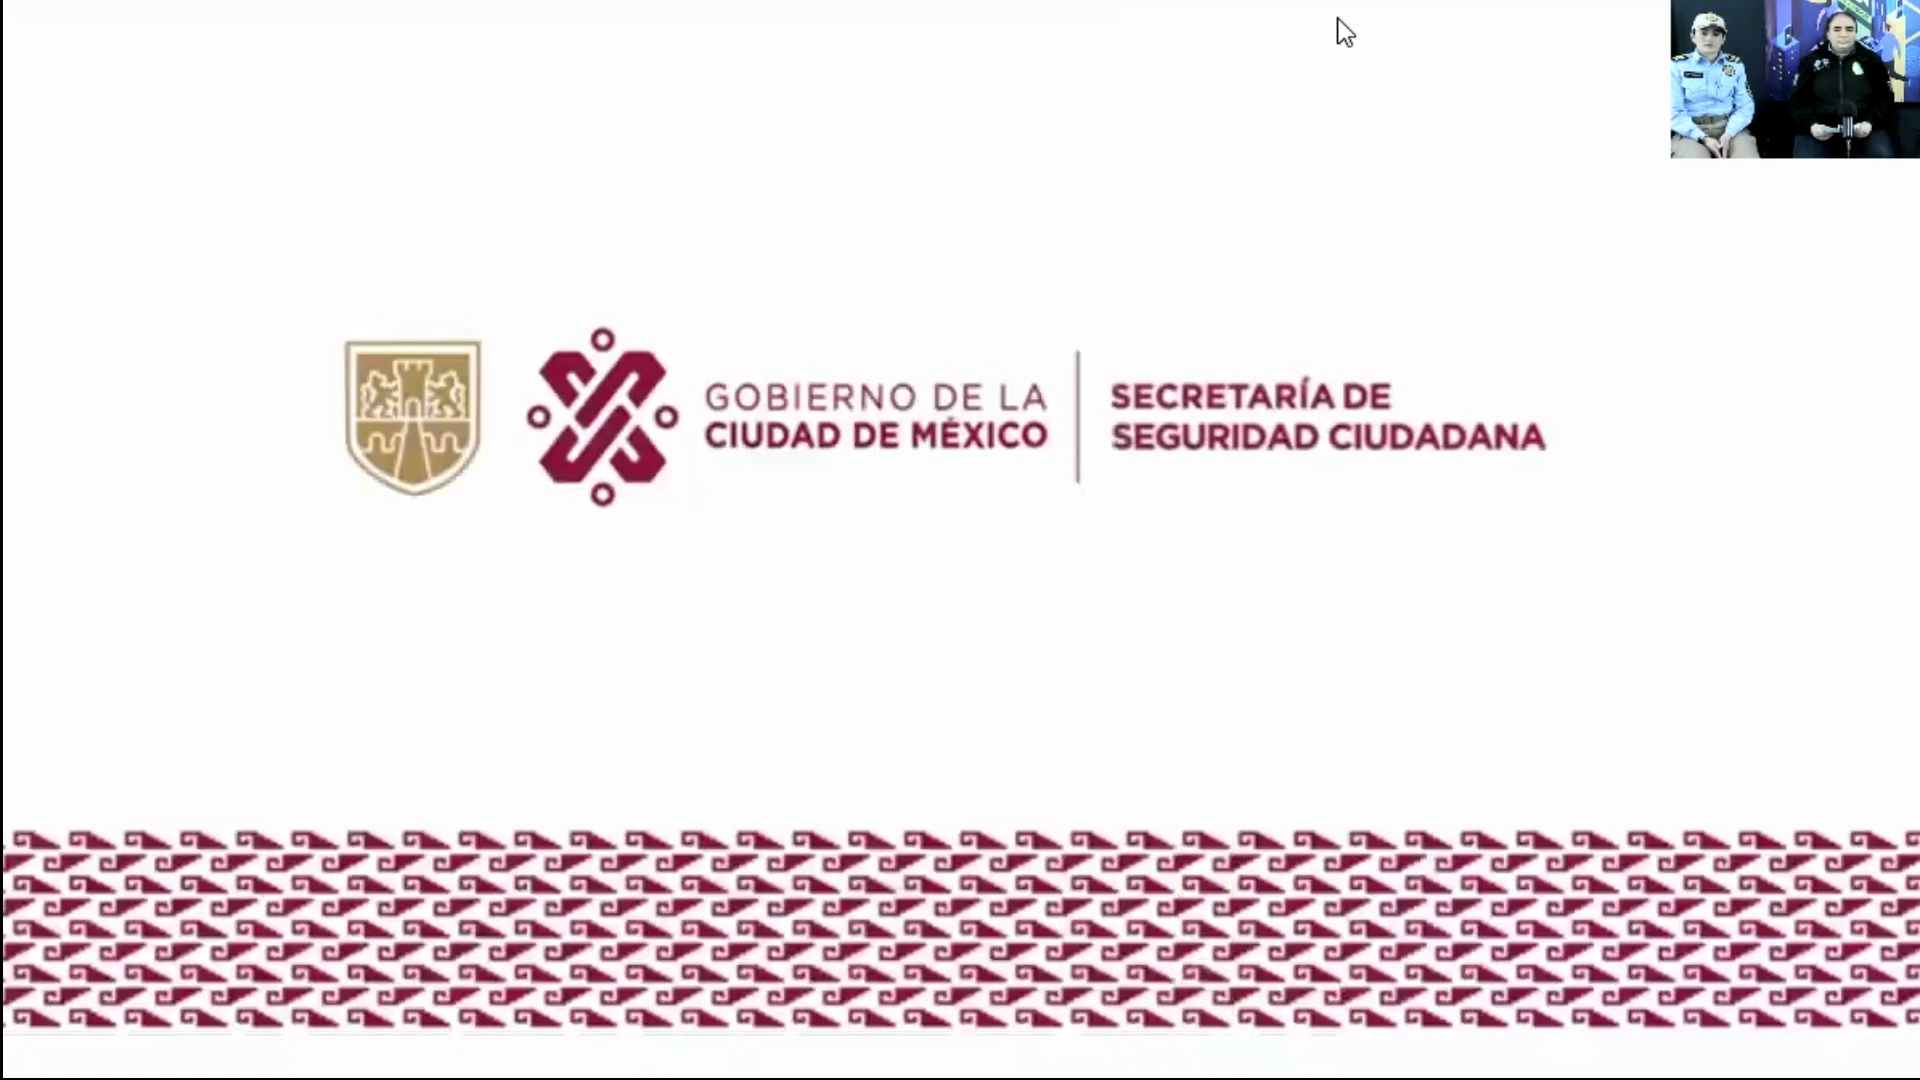 GOBIERNO DE LA
CIUDAD DE MÉXICO
SECRETARÍA DE
SEGURIDAD CIUDADANA